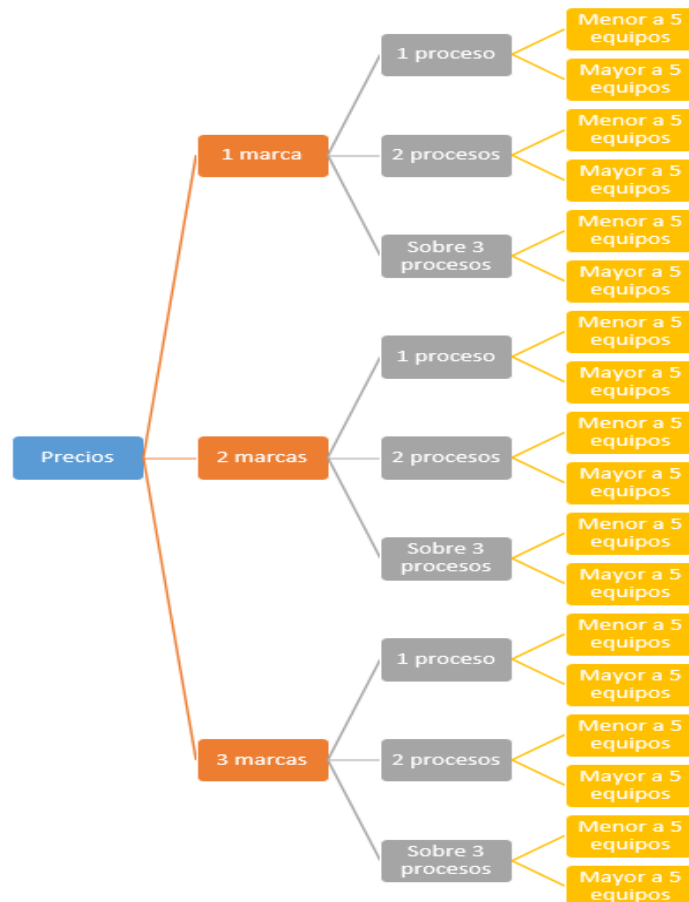 Precios
1 marca
1 proceso
Menor a 5
equipos
Mayor a 5
equipos
2 procesos
Menor a 5
equipos
Mayor a 5
equipos
Sobre 3
procesos
Menor a 5
equipos
Mayor a 5
equipos
2 marcas
1 proceso
Menor a 5
equipos
Mayor a 5
equipos
2 procesos
Menor a 5
equipos
Mayor a 5
equipos
Sobre 3
procesos
Menor a 5
equipos
Mayor a 5
equipos
3 marcas
1 proceso
Menor a 5
equipos
Mayor a 5
equipos
2 procesos
Menor a 5
equipos
Mayor a 5
equipos
Sobre 3
procesos
Menor a 5
equipos
Mayor a 5
equipos